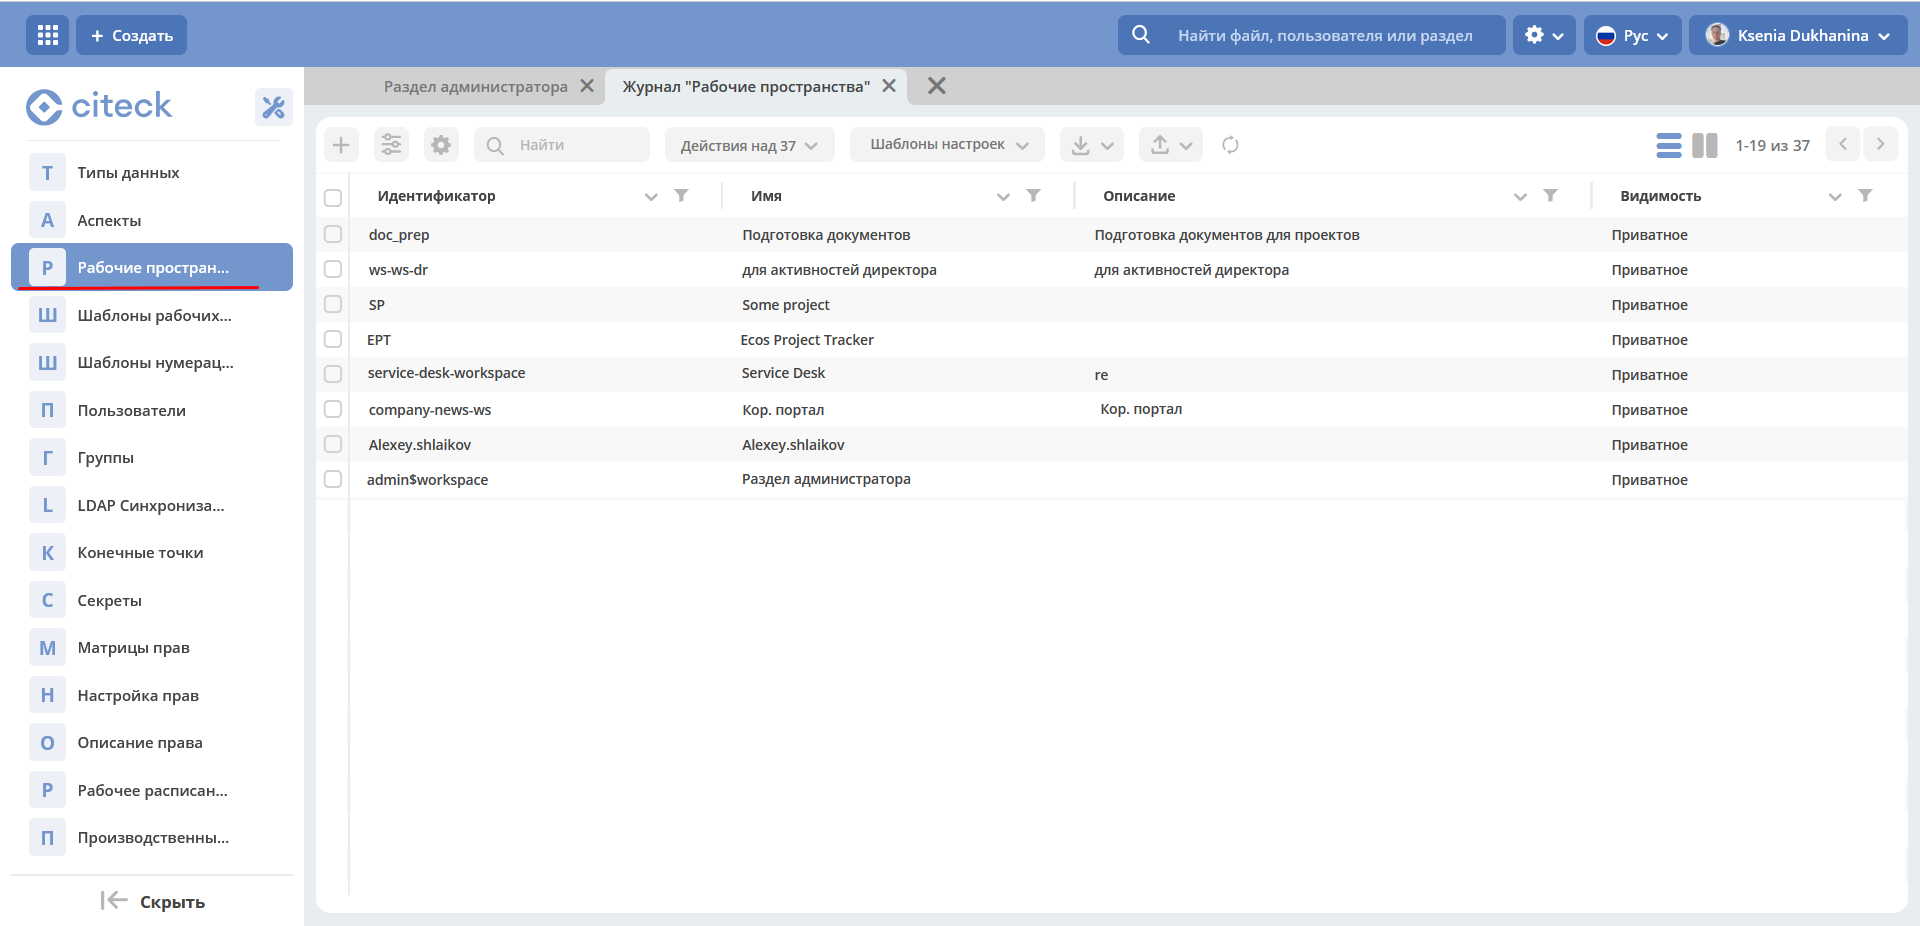 Создать
Найти файл, пользователя или раздел
Рус
Ksenia Dukhanina
citeck
Раздел администратора
Журнал "Рабочие пространства"
Найти
Действия над 37
Шаблоны настроек
1-19 из 37
Т Типы данных
А Аспекты
Р Рабочие простран...
Ш Шаблоны рабочих...
Ш Шаблоны нумерац...
П Пользователи
Г Группы
L LDAP Синхрониза...
К Конечные точки
С Секреты
М Матрицы прав
Н Настройка прав
О Описание права
Р Рабочее расписан...
П Производственны...
Скрыть
Идентификатор Имя Описание Видимость
doc_prep Подготовка документов Подготовка документов для проектов Приватное
ws-ws-dr для активностей директора для активностей директора Приватное
SP Some project Приватное
EPT Ecos Project Tracker Приватное
service-desk-workspace Service Desk re Приватное
company-news-ws Кор. портал Кор. портал Приватное
Alexey.shlaikov Alexey.shlaikov Приватное
admin$workspace Раздел администратора Приватное